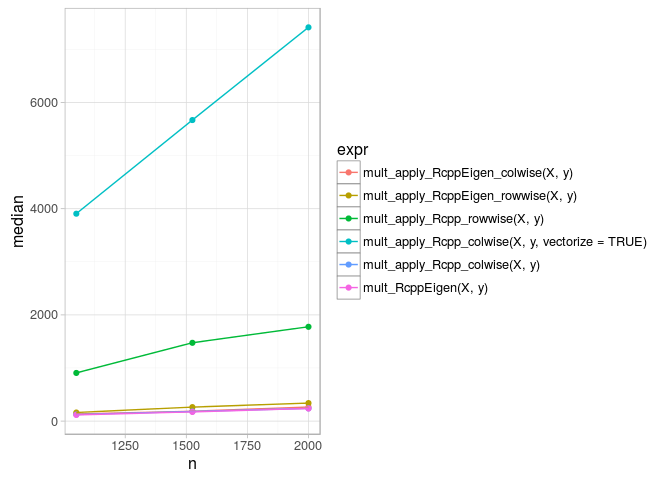 6000
4000
2000
0
median
1250
1500
1750
2000
n
expr
mult_apply_RcppEigen_colwise(X, y)
mult_apply_RcppEigen_rowwise(X, y)
mult_apply_Rcpp_rowwise(X, y)
mult_apply_Rcpp_colwise(X, y, vectorize = TRUE)
mult_apply_Rcpp_colwise(X, y)
mult_RcppEigen(X, y)